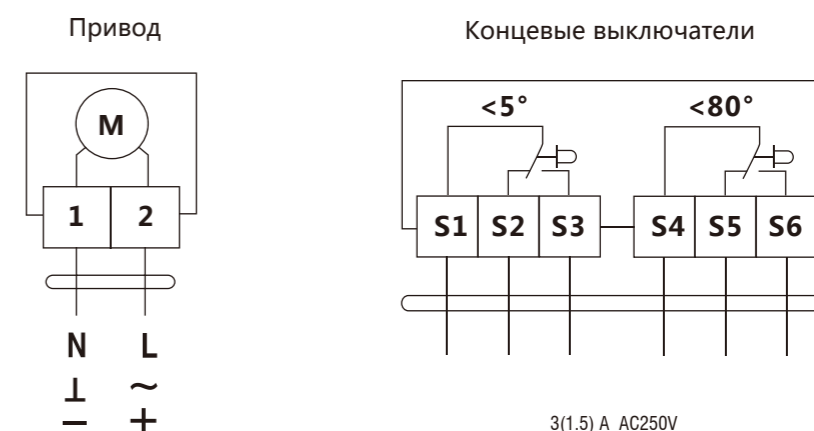 Привод
Концевые выключатели
M
<5°
<80°
1 2
S1 S2 S3 S4 S5 S6
N L
⊥ ~
− +
3(1.5) A AC250V